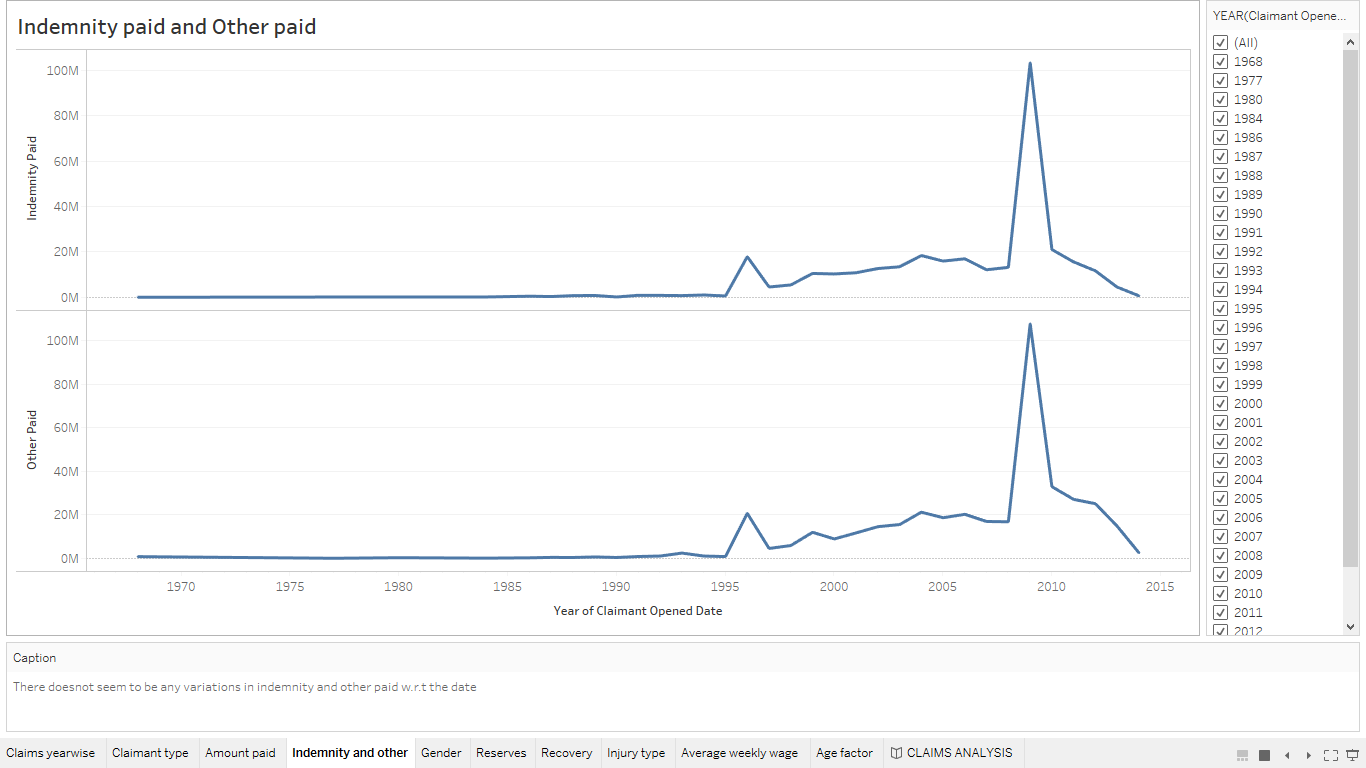 Indemnity paid and Other paid
YEAR(Claimant Opene...
(All)
1968
1977
1980
1984
1986
1987
1988
1989
1990
1991
1992
1993
1994
1995
1996
1997
1998
1999
2000
2001
2002
2003
2004
2005
2006
2007
2008
2009
2010
2011
2012
Indemnity Paid
100M
80M
60M
40M
20M
0M
Other Paid
100M
80M
60M
40M
20M
0M
1970 1975 1980 1985 1990 1995 2000 2005 2010 2015
Year of Claimant Opened Date
Caption
There doesnot seem to be any variations in indemnity and other paid w.r.t the date
Claims yearwise Claimant type Amount paid Indemnity and other Gender Reserves Recovery Injury type Average weekly wage Age factor CLAIMS ANALYSIS